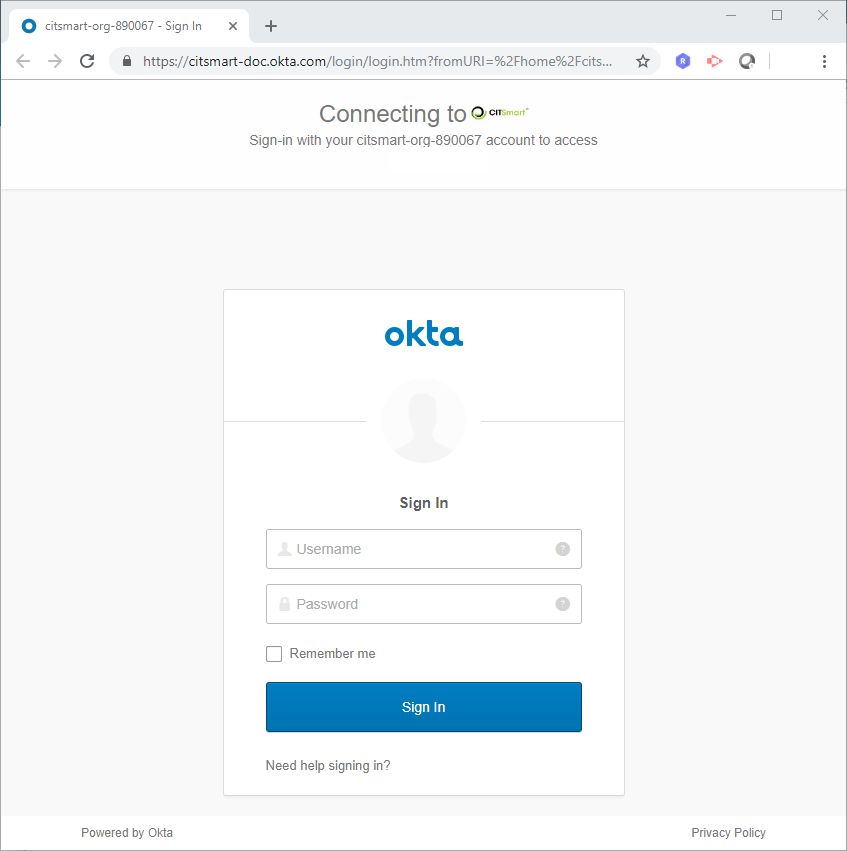 citsmart-org-890067 - Sign In
https://citsmart-doc.okta.com/login/login.htm?fromURI=%2Fhome%2Fcits...
R
Connecting to CITSmart
Sign-in with your citsmart-org-890067 account to access
okta
Sign In
Username ?
Password ?
Remember me
Sign In
Need help signing in?
Powered by Okta Privacy Policy